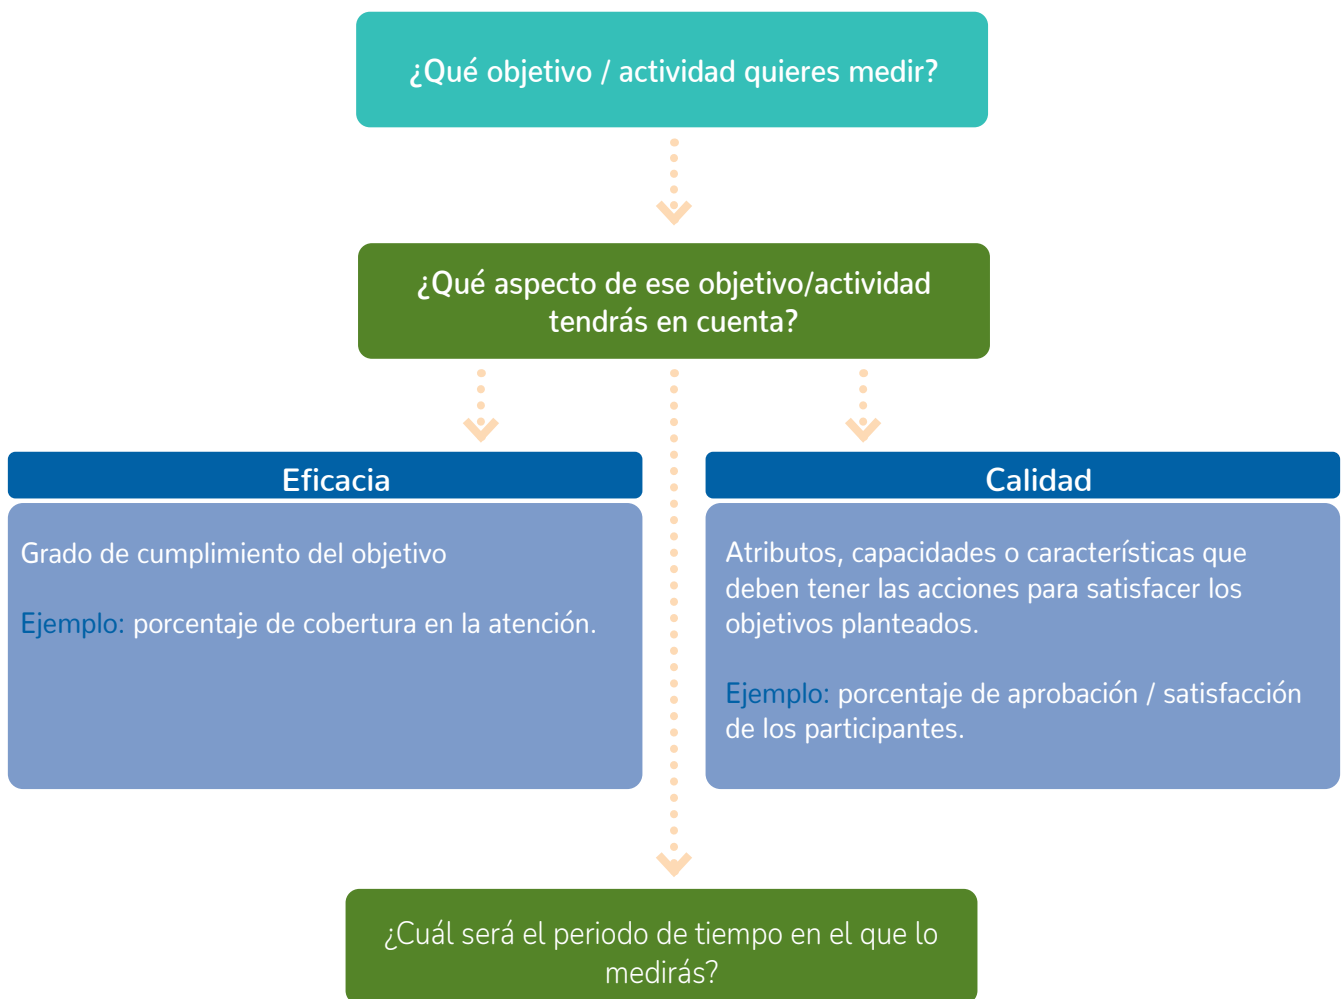 ¿Qué objetivo / actividad quieres medir?
¿Qué aspecto de ese objetivo/actividad
tendrás en cuenta?
Eficacia
Grado de cumplimiento del objetivo
Ejemplo: porcentaje de cobertura en la atención.
Calidad
Atributos, capacidades o características que
deben tener las acciones para satisfacer los
objetivos planteados.
Ejemplo: porcentaje de aprobación / satisfacción
de los participantes.
¿Cuál será el periodo de tiempo en el que lo
medirás?